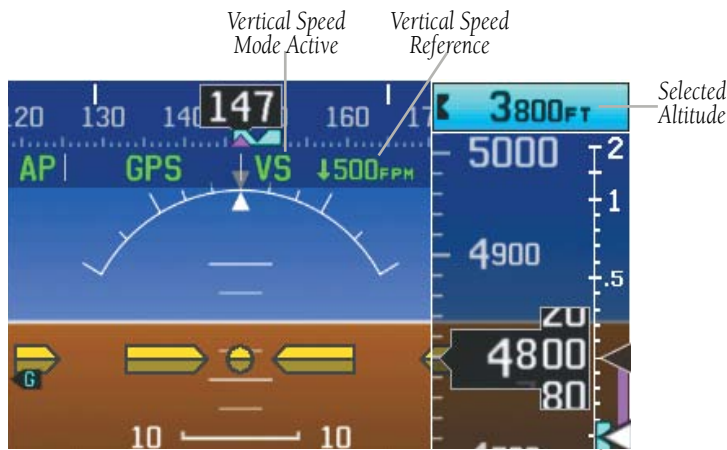 Vertical Speed
Mode Active
Vertical Speed
Reference
Selected
Altitude
147
3800FT
120 130 140 160
AP GPS VS ↓500FPM
5000
2
1
4900
.5
20
4800
80
G
10 10